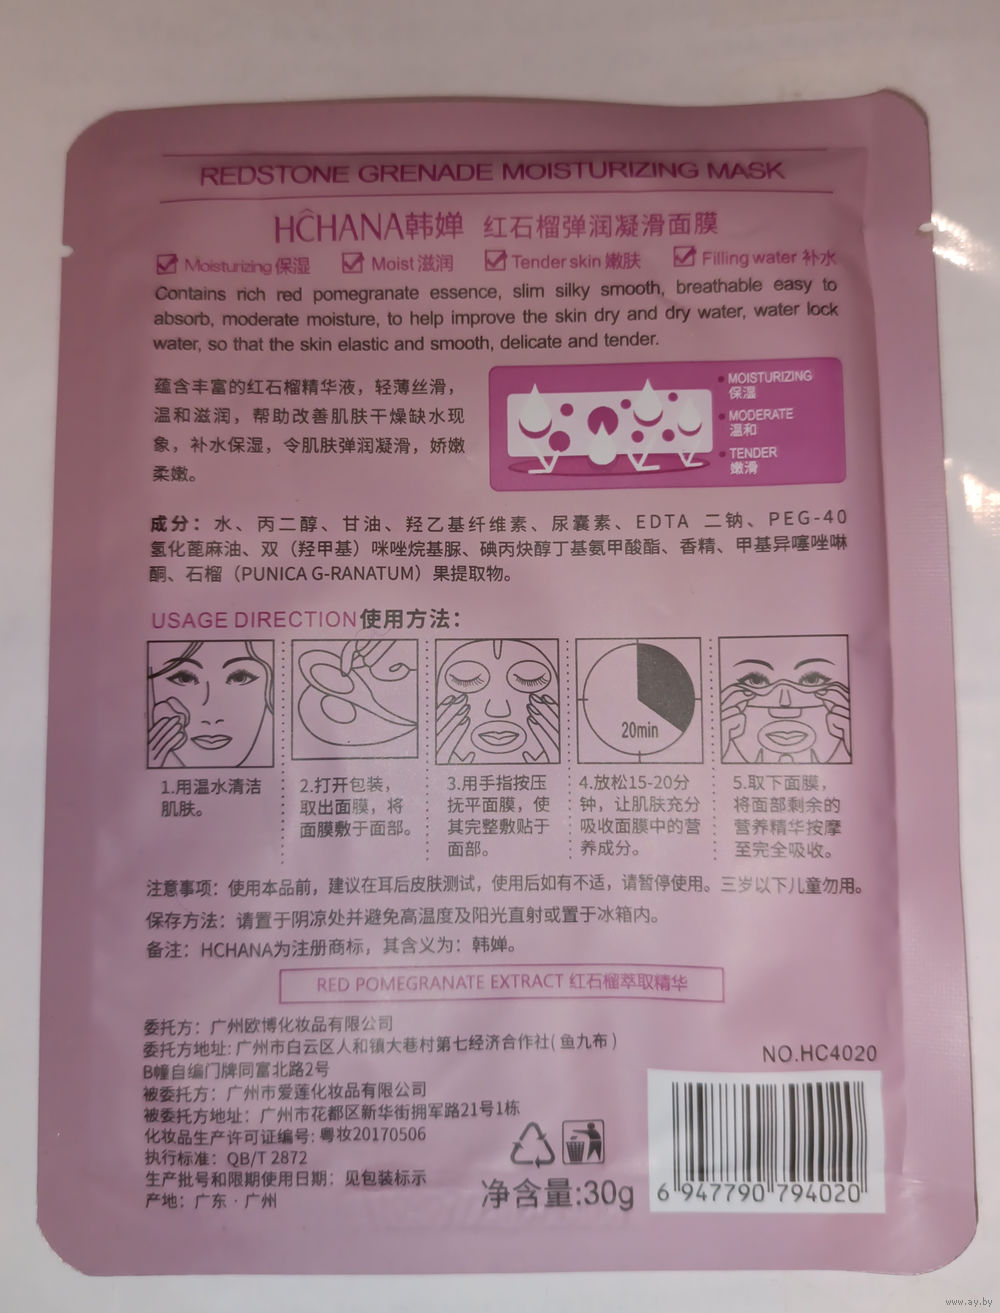 REDSTONE GRENADE MOISTURIZING MASK
HCHANA韩婵 红石榴弹润凝滑面膜
Moisturizing 保湿 Moist 滋润 Tender skin 嫩肤 Filling water 补水
Contains rich red pomegranate essence, slim silky smooth, breathable easy to
absorb, moderate moisture, to help improve the skin dry and dry water, water lock
water, so that the skin elastic and smooth, delicate and tender.
蕴含丰富的红石榴精华液，轻薄丝滑，
温和滋润，帮助改善肌肤干燥缺水现
象，补水保湿，令肌肤弹润凝滑，娇嫩
柔嫩。
MOISTURIZING
保湿
MODERATE
温和
TENDER
嫩滑
成分：水、丙二醇、甘油、羟乙基纤维素、尿囊素、EDTA 二钠、PEG-40
氢化蓖麻油、双（羟甲基）咪唑烷基脲、碘丙炔醇丁基氨甲酸酯、香精、甲基异噻唑啉
酮、石榴（PUNICA G-RANATUM）果提取物。
USAGE DIRECTION使用方法：
20min
1.用温水清洁
肌肤。
2.打开包装，
取出面膜，将
面膜敷于面部。
3.用手指按压
抚平面膜，使
其完整敷贴于
面部。
4.放松15-20分
钟，让肌肤充分
吸收面膜中的营
养成分。
5.取下面膜，
将面部剩余的
营养精华按摩
至完全吸收。
注意事项：使用本品前，建议在耳后皮肤测试，使用后如有不适，请暂停使用。三岁以下儿童勿用。
保存方法：请置于阴凉处并避免高温度及阳光直射或置于冰箱内。
备注：HCHANA为注册商标，其含义为：韩婵。
RED POMEGRANATE EXTRACT 红石榴萃取精华
委托方：广州欧博化妆品有限公司
委托方地址：广州市白云区人和镇大巷村第七经济合作社(鱼九布)
B幢自编门牌同富北路2号
被委托方：广州市爱莲化妆品有限公司
被委托方地址：广州市花都区新华街拥军路21号1栋
化妆品生产许可证编号：粤妆20170506
执行标准：QB/T 2872
生产批号和限期使用日期：见包装标示
产地：广东·广州
净含量:30g
NO.HC4020
6 947790 794020
www.ay.by